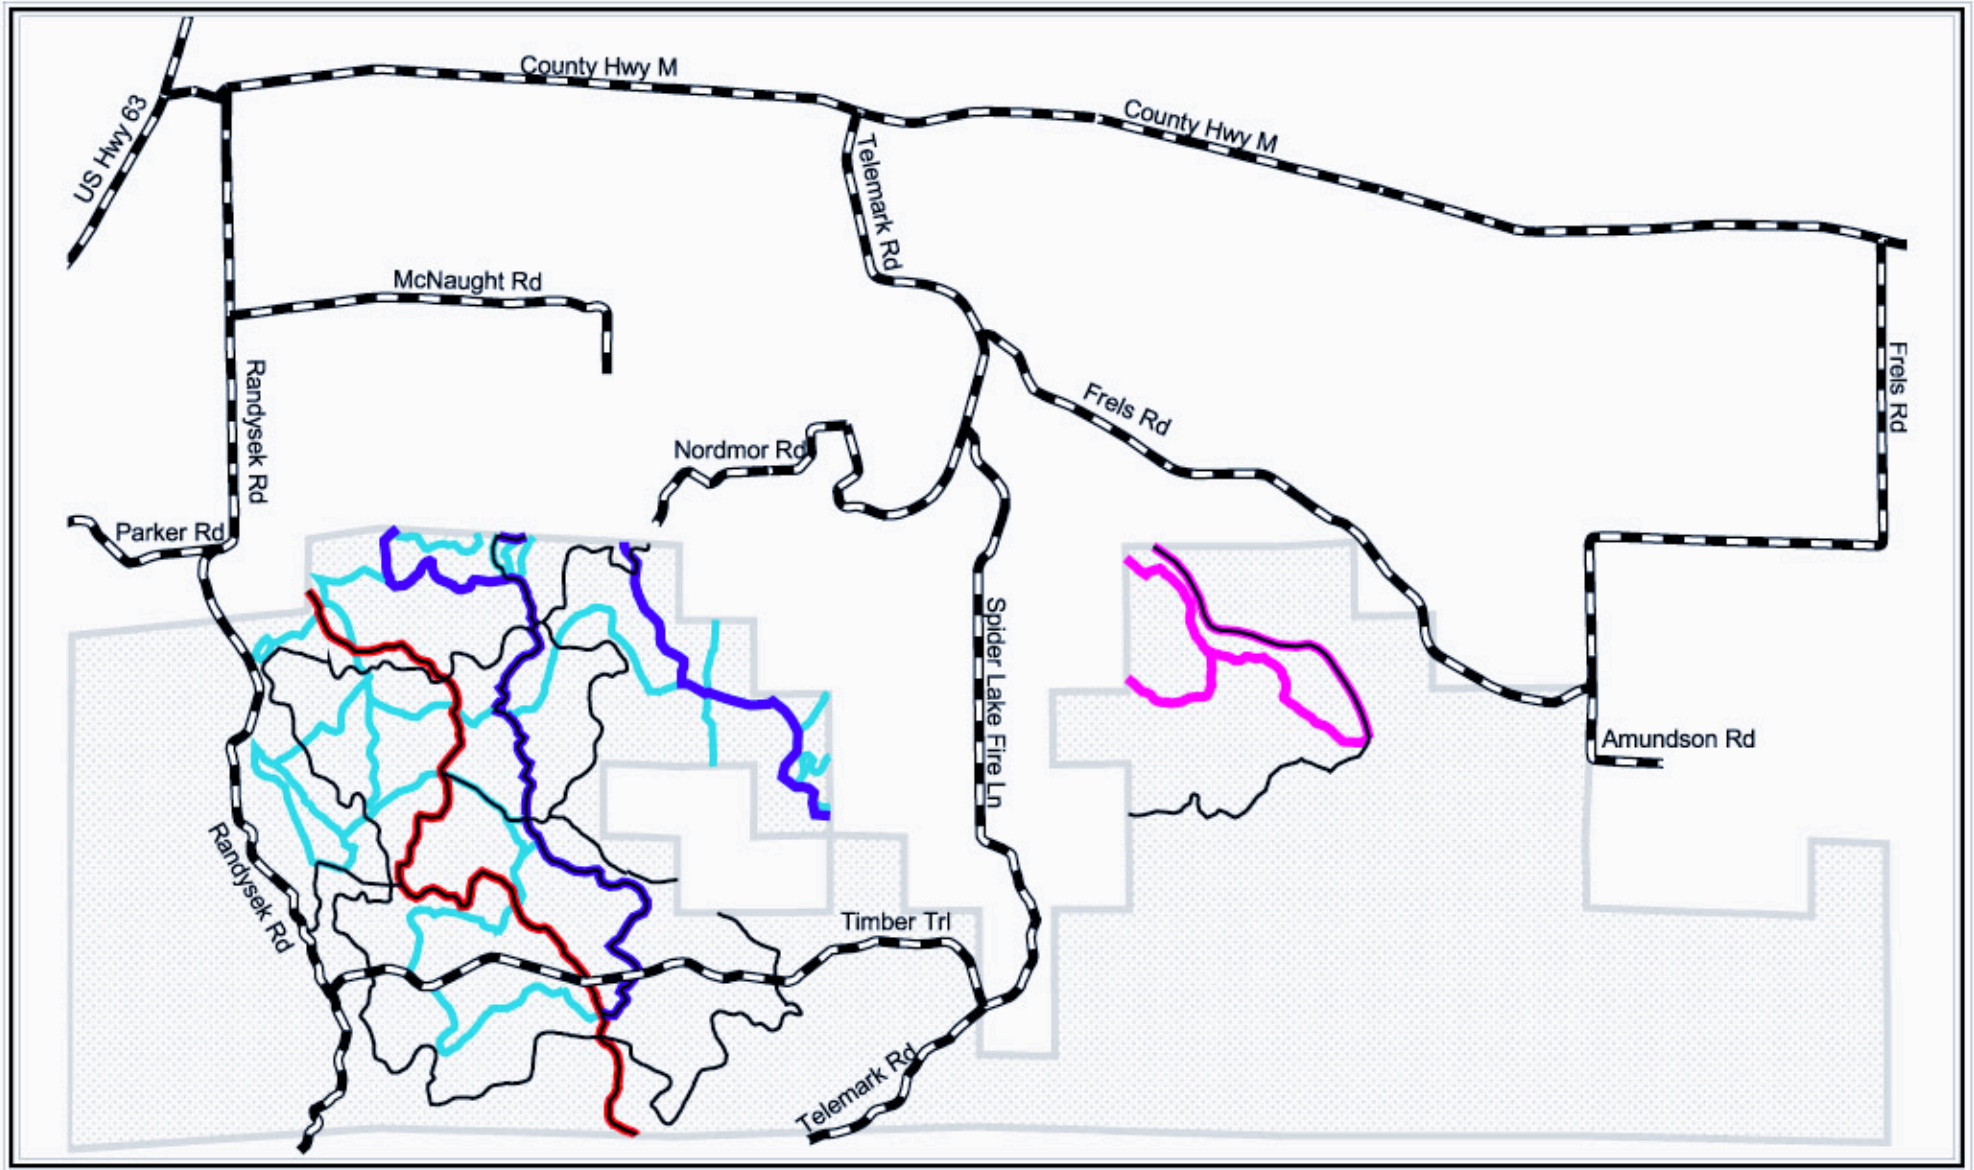 County Hwy M
County Hwy M
US Hwy 63
Telemark Rd
McNaught Rd
Randysek Rd
Frels Rd
Frels Rd
Nordmor Rd
Parker Rd
Spider Lake Fire Ln
Amundson Rd
Randysek Rd
Timber Trl
Telemark Rd